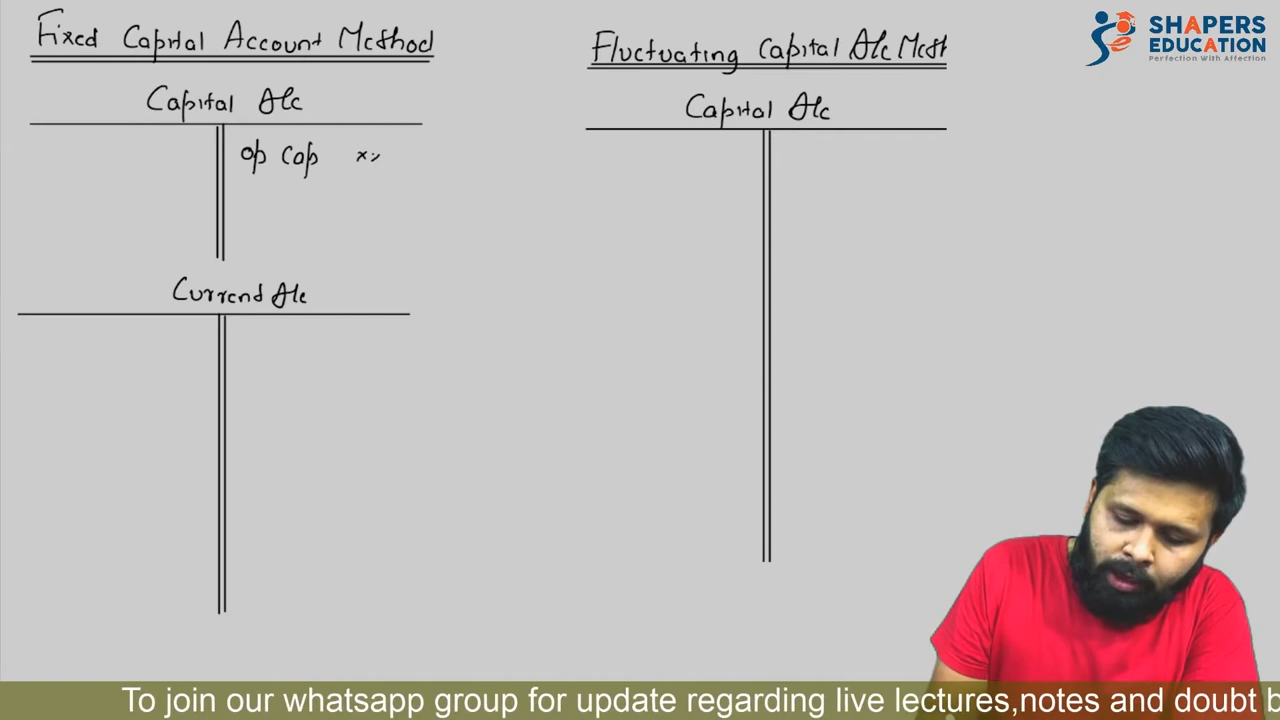 Fixed Capital Account Method
Capital A/c
op Cap xx
Current A/c
Fluctuating Capital A/c Meth
Capital A/c
SHAPERS
EDUCATION
Perfection With Affection
To join our whatsapp group for update regarding live lectures,notes and doubt b